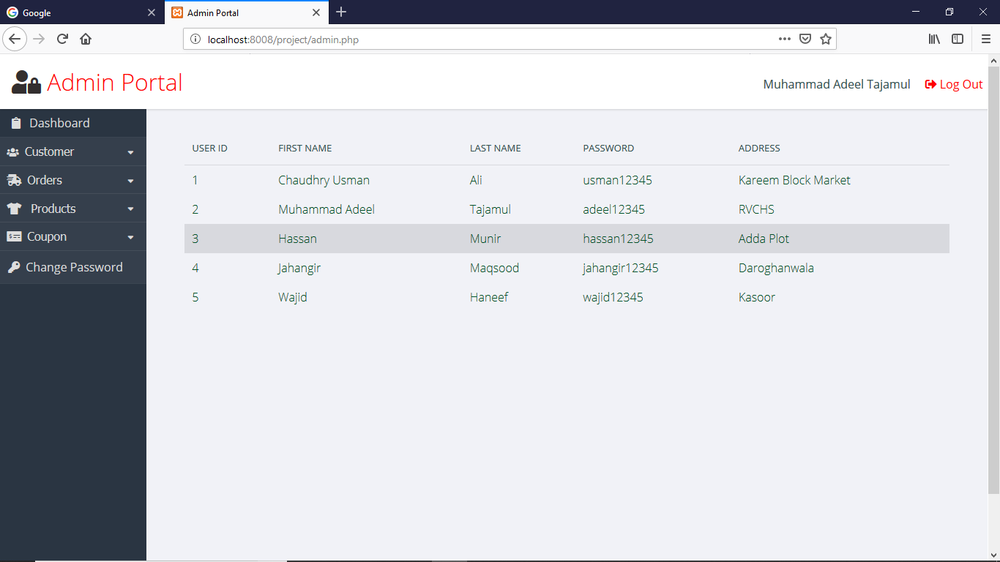 Google
Admin Portal
localhost:8008/project/admin.php
Admin Portal
Muhammad Adeel Tajamul Log Out
Dashboard
Customer
Orders
Products
Coupon
Change Password
USER ID FIRST NAME LAST NAME PASSWORD ADDRESS
1 Chaudhry Usman Ali usman12345 Kareem Block Market
2 Muhammad Adeel Tajamul adeel12345 RVCHS
3 Hassan Munir hassan12345 Adda Plot
4 Jahangir Maqsood jahangir12345 Daroghanwala
5 Wajid Haneef wajid12345 Kasoor